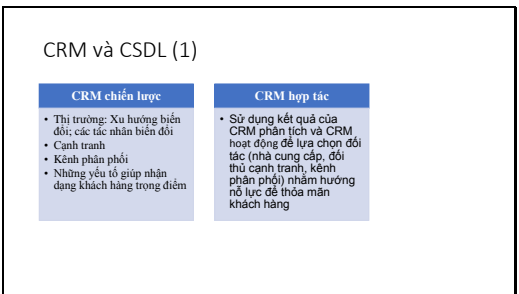 CRM và CSDL (1)
CRM chiến lược
• Thị trường: Xu hướng biến
đổi; các tác nhân biến đổi
• Cạnh tranh
• Kênh phân phối
• Những yếu tố giúp nhận
dạng khách hàng trọng điểm
CRM hợp tác
• Sử dụng kết quả của
CRM phân tích và CRM
hoạt động để lựa chọn đối
tác (nhà cung cấp, đối
thủ cạnh tranh, kênh
phân phối) nhằm hướng
nỗ lực để thỏa mãn
khách hàng